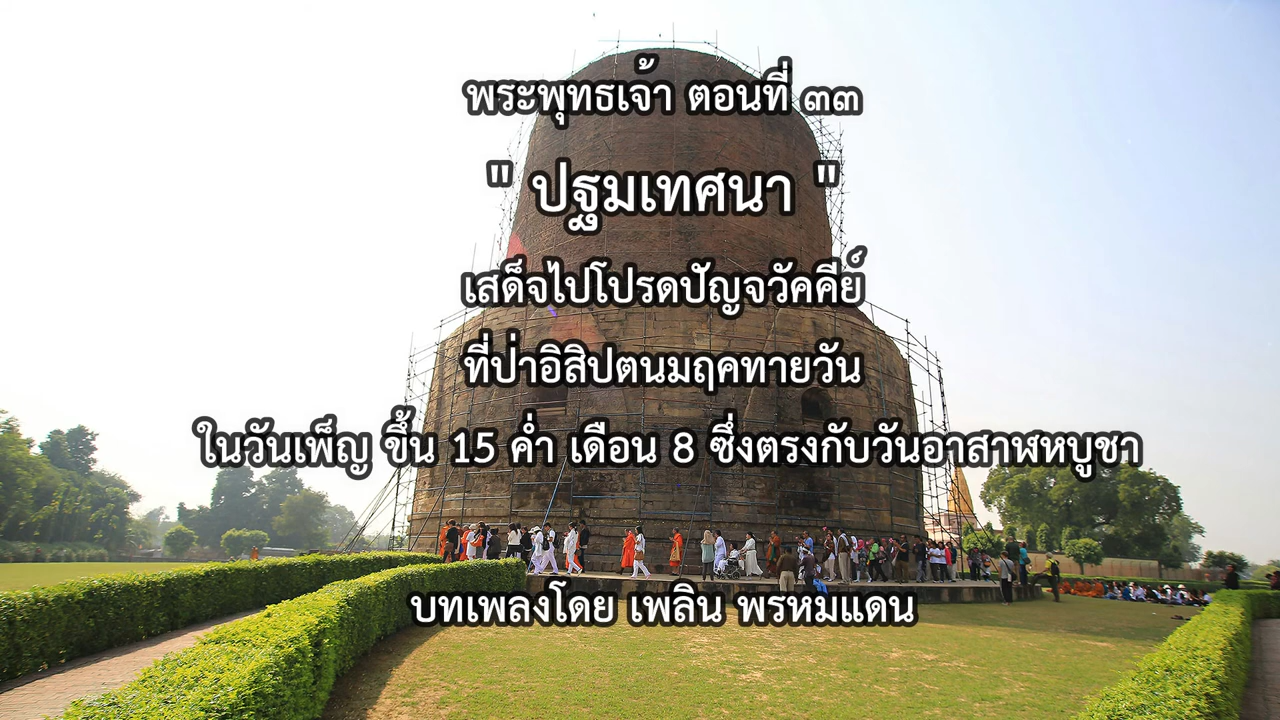 พระพุทธเจ้า ตอนที่ ๓๓
" ปฐมเทศนา "
เสด็จไปโปรดปัญจวัคคีย์
ที่ป่าอิสิปตนมฤคทายวัน
ในวันเพ็ญ ขึ้น 15 ค่ำ เดือน 8 ซึ่งตรงกับวันอาสาฬหบูชา
บทเพลงโดย เพลิน พรหมแดน